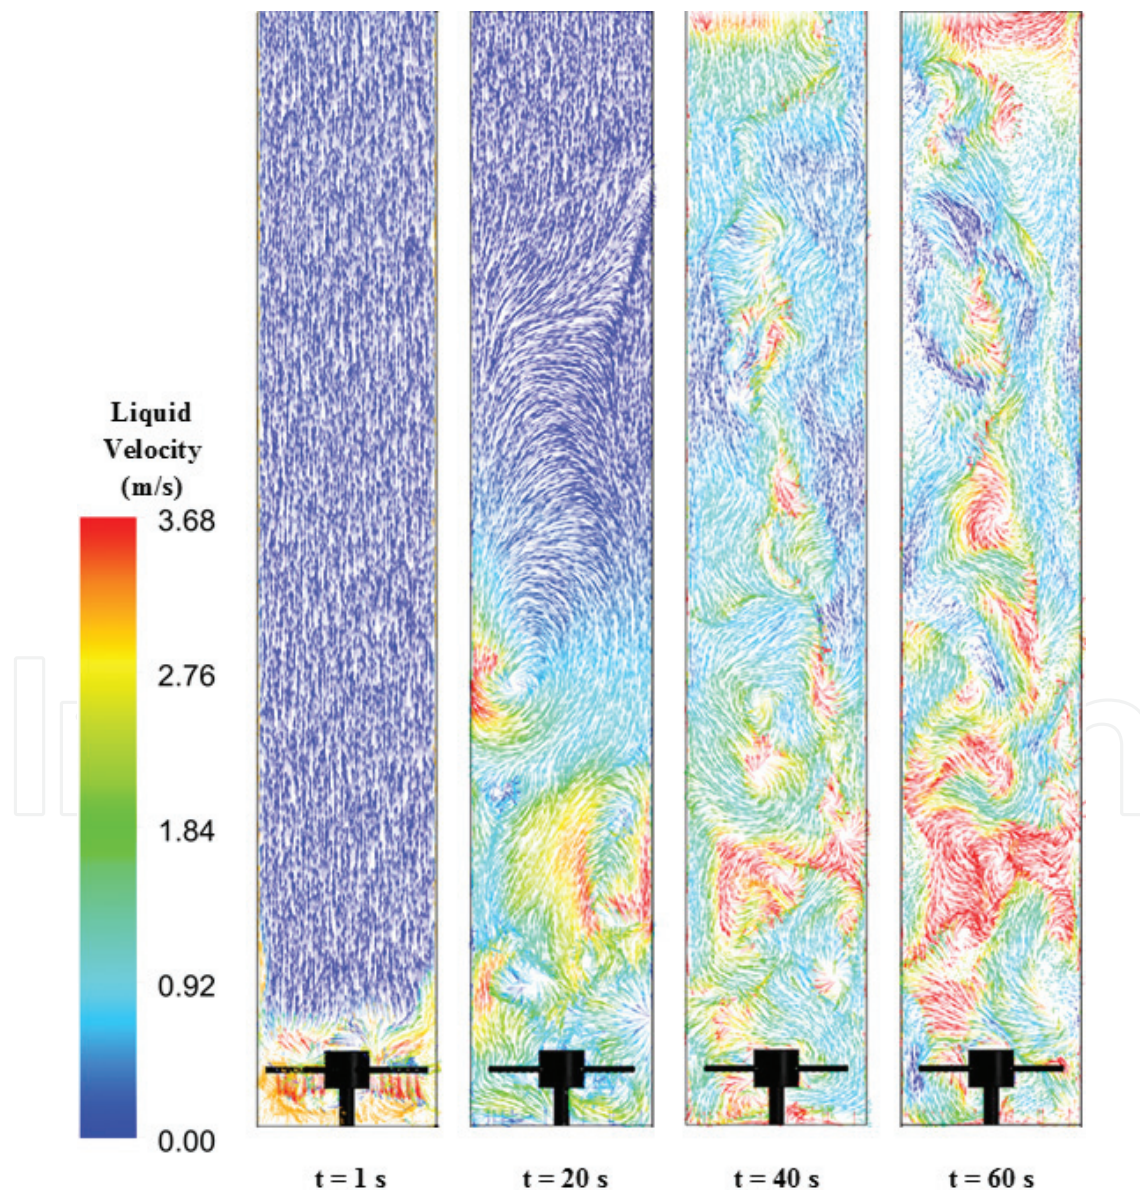 Liquid
Velocity
(m/s)
3.68
2.76
1.84
0.92
0.00
t = 1 s
t = 20 s
t = 40 s
t = 60 s